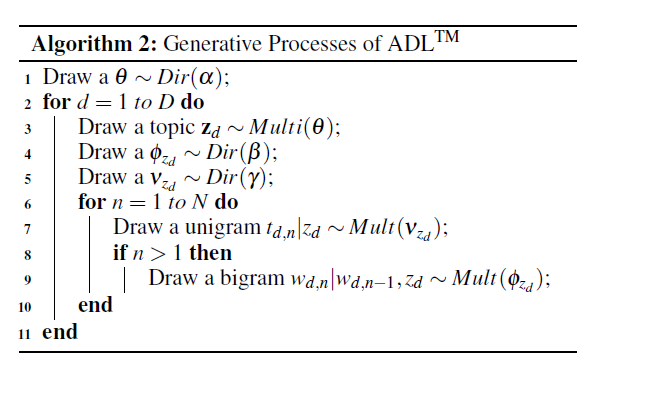 Algorithm 2: Generative Processes of ADL™
1 Draw a θ ∼ Dir(α);
2 for d = 1 to D do
3 Draw a topic z_d ∼ Multi(θ);
4 Draw a ϕ_{z_d} ∼ Dir(β);
5 Draw a ν_{z_d} ∼ Dir(γ);
6 for n = 1 to N do
7 Draw a unigram t_{d,n}|z_d ∼ Mult(ν_{z_d});
8 if n > 1 then
9 Draw a bigram w_{d,n}|w_{d,n−1}, z_d ∼ Mult(ϕ_{z_d});
10 end
11 end